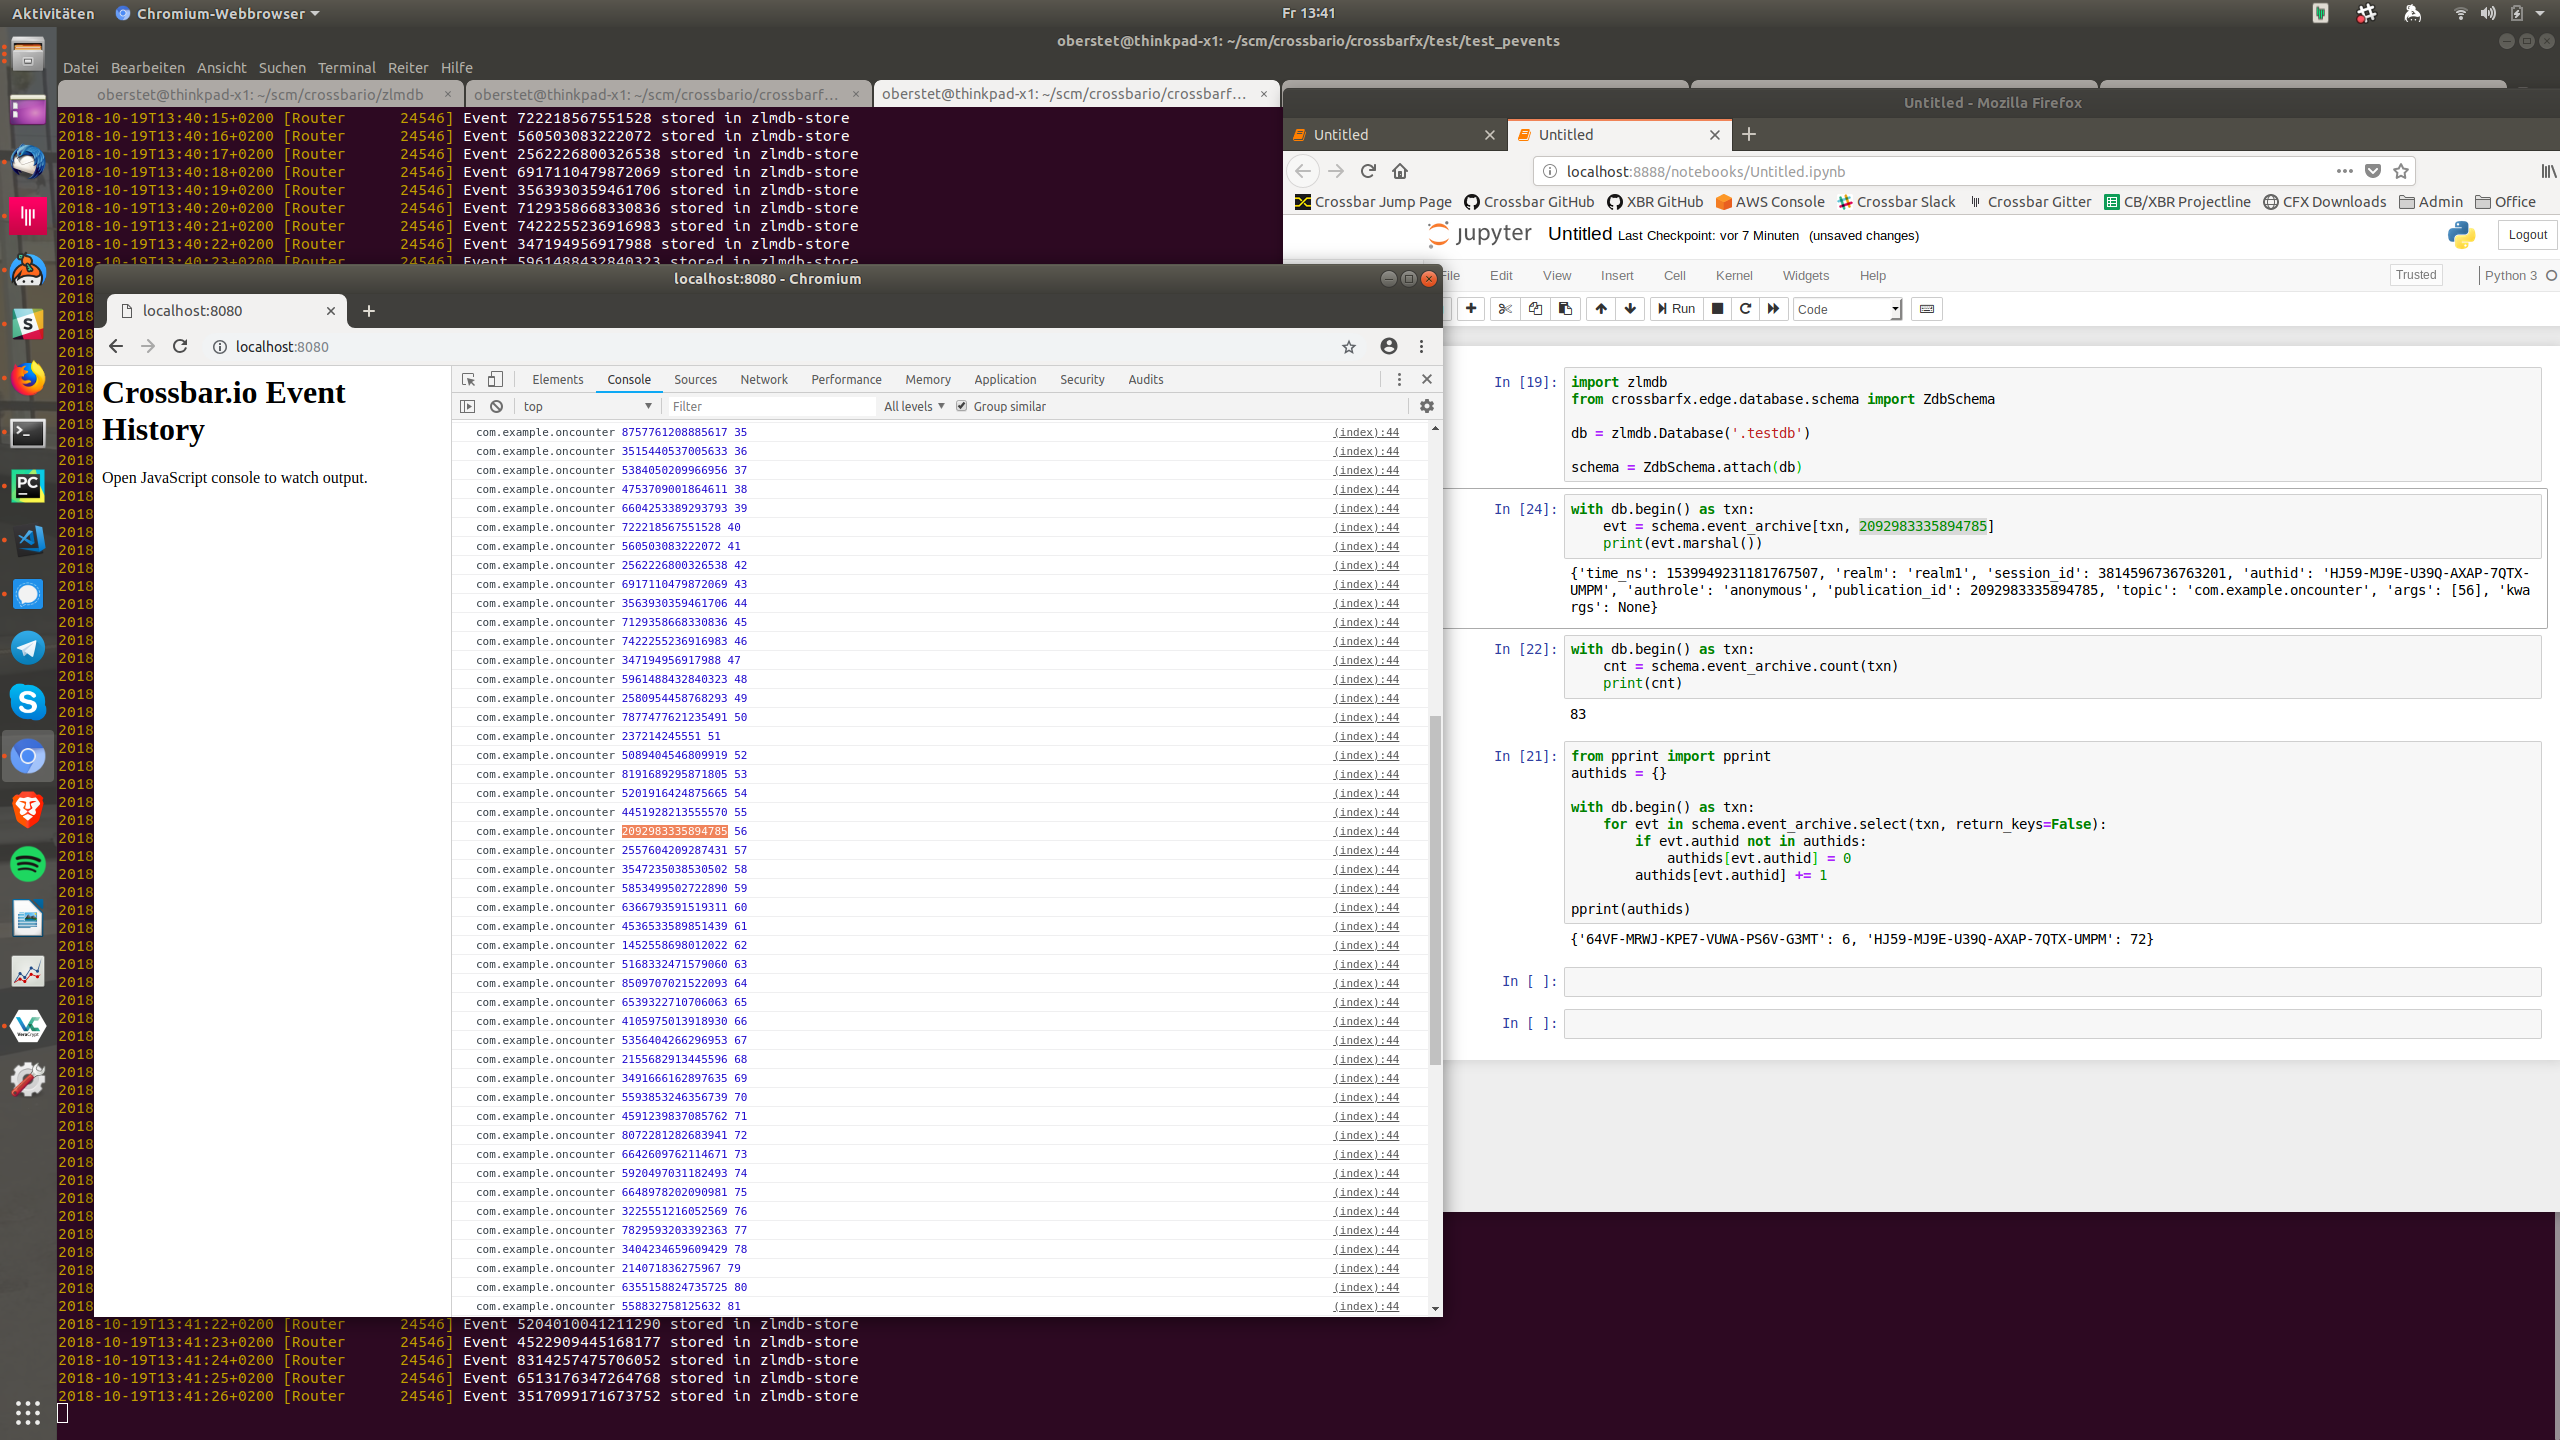 Aktivitäten
Chromium-Webbrowser
Fr 13:41
oberstet@thinkpad-x1: ~/scm/crossbario/crossbarfx/test/test_pevents
Datei Bearbeiten Ansicht Suchen Terminal Reiter Hilfe
oberstet@thinkpad-x1: ~/scm/crossbario/zlmdb
oberstet@thinkpad-x1: ~/scm/crossbario/crossbarf…
oberstet@thinkpad-x1: ~/scm/crossbario/crossbarf…
2018-10-19T13:40:15+0200 [Router 24546] Event 722218567551528 stored in zlmdb-store
2018-10-19T13:40:16+0200 [Router 24546] Event 560503083222072 stored in zlmdb-store
2018-10-19T13:40:17+0200 [Router 24546] Event 2562226800326538 stored in zlmdb-store
2018-10-19T13:40:18+0200 [Router 24546] Event 6917110479872069 stored in zlmdb-store
2018-10-19T13:40:19+0200 [Router 24546] Event 3563930359461706 stored in zlmdb-store
2018-10-19T13:40:20+0200 [Router 24546] Event 7129358668330836 stored in zlmdb-store
2018-10-19T13:40:21+0200 [Router 24546] Event 7422255236916983 stored in zlmdb-store
2018-10-19T13:40:22+0200 [Router 24546] Event 347194956917988 stored in zlmdb-store
2018-10-19T13:40:23+0200 [Router 24546] Event 5961488432840323 stored in zlmdb-store
localhost:8080 - Chromium
localhost:8080
localhost:8080
Crossbar.io Event
History
Open JavaScript console to watch output.
Elements Console Sources Network Performance Memory Application Security Audits
top Filter All levels Group similar
com.example.oncounter 8757761208885617 35 (index):44
com.example.oncounter 3515440537005633 36 (index):44
com.example.oncounter 5384050209966956 37 (index):44
com.example.oncounter 4753709001864611 38 (index):44
com.example.oncounter 6604253389293793 39 (index):44
com.example.oncounter 722218567551528 40 (index):44
com.example.oncounter 560503083222072 41 (index):44
com.example.oncounter 2562226800326538 42 (index):44
com.example.oncounter 6917110479872069 43 (index):44
com.example.oncounter 3563930359461706 44 (index):44
com.example.oncounter 7129358668330836 45 (index):44
com.example.oncounter 7422255236916983 46 (index):44
com.example.oncounter 347194956917988 47 (index):44
com.example.oncounter 5961488432840323 48 (index):44
com.example.oncounter 2580954458768293 49 (index):44
com.example.oncounter 7877477621235491 50 (index):44
com.example.oncounter 237214245551 51 (index):44
com.example.oncounter 5089404546809919 52 (index):44
com.example.oncounter 8191689295871805 53 (index):44
com.example.oncounter 5201916424875665 54 (index):44
com.example.oncounter 4451928213555570 55 (index):44
com.example.oncounter 2092983335894785 56 (index):44
com.example.oncounter 2557604209287431 57 (index):44
com.example.oncounter 3547235038530502 58 (index):44
com.example.oncounter 5853499502722890 59 (index):44
com.example.oncounter 6366793591519311 60 (index):44
com.example.oncounter 4536533589851439 61 (index):44
com.example.oncounter 1452558698012022 62 (index):44
com.example.oncounter 5168332471579060 63 (index):44
com.example.oncounter 8509707021522093 64 (index):44
com.example.oncounter 6539322710706063 65 (index):44
com.example.oncounter 4105975013918930 66 (index):44
com.example.oncounter 5356404266296953 67 (index):44
com.example.oncounter 2155682913445596 68 (index):44
com.example.oncounter 3491666162897635 69 (index):44
com.example.oncounter 5593853246356739 70 (index):44
com.example.oncounter 4591239837085762 71 (index):44
com.example.oncounter 8072281282683941 72 (index):44
com.example.oncounter 6642609762114671 73 (index):44
com.example.oncounter 5920497031182493 74 (index):44
com.example.oncounter 6648978202090981 75 (index):44
com.example.oncounter 3225551216052569 76 (index):44
com.example.oncounter 7829593203392363 77 (index):44
com.example.oncounter 3404234659609429 78 (index):44
com.example.oncounter 214071836275967 79 (index):44
com.example.oncounter 6355158824735725 80 (index):44
com.example.oncounter 558832758125632 81 (index):44
2018-10-19T13:41:22+0200 [Router 24546] Event 5204010041211290 stored in zlmdb-store
2018-10-19T13:41:23+0200 [Router 24546] Event 4522909445168177 stored in zlmdb-store
2018-10-19T13:41:24+0200 [Router 24546] Event 8314257475706052 stored in zlmdb-store
2018-10-19T13:41:25+0200 [Router 24546] Event 6513176347264768 stored in zlmdb-store
2018-10-19T13:41:26+0200 [Router 24546] Event 3517099171673752 stored in zlmdb-store
Untitled - Mozilla Firefox
Untitled
Untitled
localhost:8888/notebooks/Untitled.ipynb
Crossbar Jump Page Crossbar GitHub XBR GitHub AWS Console Crossbar Slack Crossbar Gitter CB/XBR Projectline CFX Downloads Admin Office
jupyter Untitled Last Checkpoint: vor 7 Minuten (unsaved changes) Logout
File Edit View Insert Cell Kernel Widgets Help Trusted Python 3
Run Code
In [19]: import zlmdb
from crossbarfx.edge.database.schema import ZdbSchema
db = zlmdb.Database('.testdb')
schema = ZdbSchema.attach(db)
In [24]: with db.begin() as txn:
evt = schema.event_archive[txn, 2092983335894785]
print(evt.marshal())
{'time_ns': 1539949231181767507, 'realm': 'realm1', 'session_id': 3814596736763201, 'authid': 'HJ59-MJ9E-U39Q-AXAP-7QTX-
UMPM', 'authrole': 'anonymous', 'publication_id': 2092983335894785, 'topic': 'com.example.oncounter', 'args': [56], 'kwa
rgs': None}
In [22]: with db.begin() as txn:
cnt = schema.event_archive.count(txn)
print(cnt)
83
In [21]: from pprint import pprint
authids = {}
with db.begin() as txn:
for evt in schema.event_archive.select(txn, return_keys=False):
if evt.authid not in authids:
authids[evt.authid] = 0
authids[evt.authid] += 1
pprint(authids)
{'64VF-MRWJ-KPE7-VUWA-PS6V-G3MT': 6, 'HJ59-MJ9E-U39Q-AXAP-7QTX-UMPM': 72}
In [ ]:
In [ ]: